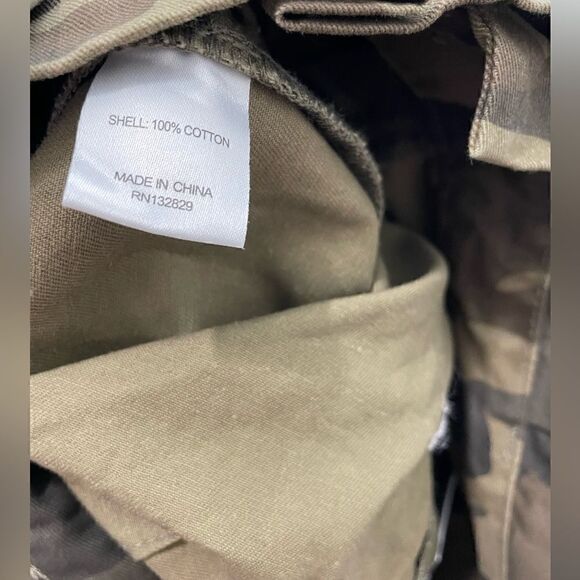 SHELL: 100% COTTON
MADE IN CHINA
RN132829